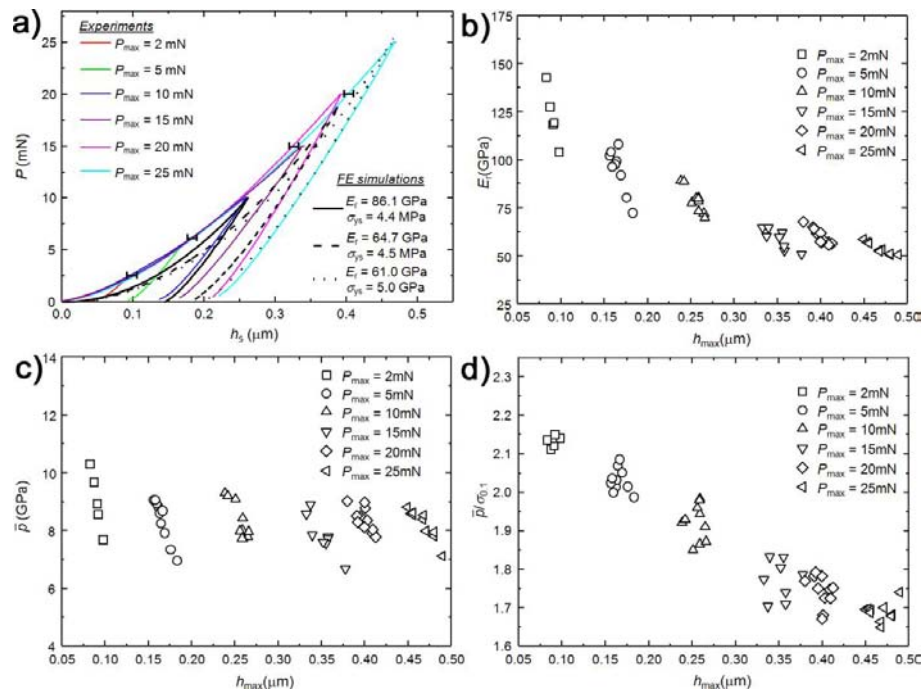 a)
Experiments
Pmax = 2 mN
Pmax = 5 mN
Pmax = 10 mN
Pmax = 15 mN
Pmax = 20 mN
Pmax = 25 mN
FE simulations
Er = 86.1 GPa
σys = 4.4 MPa
Er = 64.7 GPa
σys = 4.5 MPa
Er = 61.0 GPa
σys = 5.0 GPa
25
20
15
10
5
0
P (mN)
0.0 0.1 0.2 0.3 0.4 0.5
hs (μm)
b)
Pmax = 2mN
Pmax = 5mN
Pmax = 10mN
Pmax = 15mN
Pmax = 20mN
Pmax = 25mN
175
150
125
100
75
50
25
Er(GPa)
0.05 0.10 0.15 0.20 0.25 0.30 0.35 0.40 0.45 0.50
hmax(μm)
c)
Pmax = 2mN
Pmax = 5mN
Pmax = 10mN
Pmax = 15mN
Pmax = 20mN
Pmax = 25mN
14
12
10
8
6
4
p̄ (GPa)
0.05 0.10 0.15 0.20 0.25 0.30 0.35 0.40 0.45 0.50
hmax(μm)
d)
Pmax = 2mN
Pmax = 5mN
Pmax = 10mN
Pmax = 15mN
Pmax = 20mN
Pmax = 25mN
2.3
2.2
2.1
2.0
1.9
1.8
1.7
1.6
p̄/σ0.1
0.05 0.10 0.15 0.20 0.25 0.30 0.35 0.40 0.45 0.50
hmax(μm)